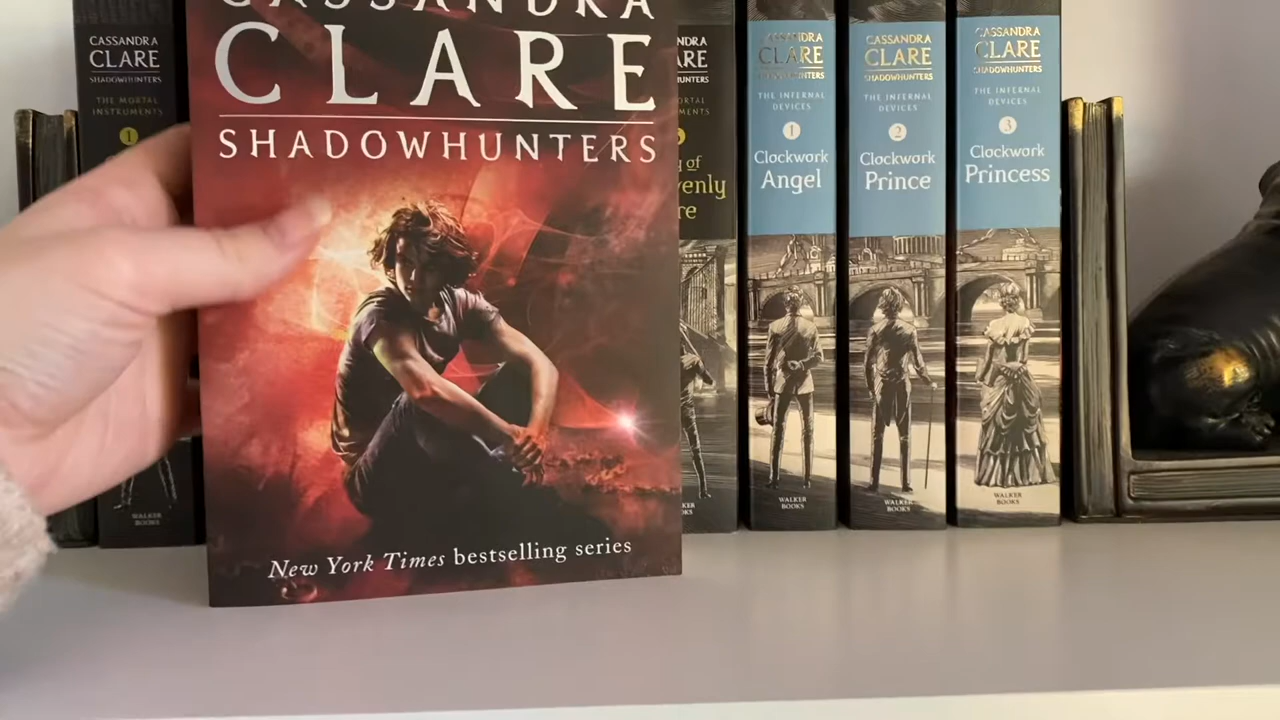 CASSANDRA
CLARE
SHADOWHUNTERS
New York Times bestselling series
CASSANDRA
CLARE
SHADOWHUNTERS
THE MORTAL
INSTRUMENTS
1
CASSANDRA
CLARE
SHADOWHUNTERS
THE INFERNAL
DEVICES
1
Clockwork
Angel
WALKER
BOOKS
CASSANDRA
CLARE
SHADOWHUNTERS
THE INFERNAL
DEVICES
2
Clockwork
Prince
WALKER
BOOKS
CASSANDRA
CLARE
SHADOWHUNTERS
THE INFERNAL
DEVICES
3
Clockwork
Princess
WALKER
BOOKS
WALKER
BOOKS